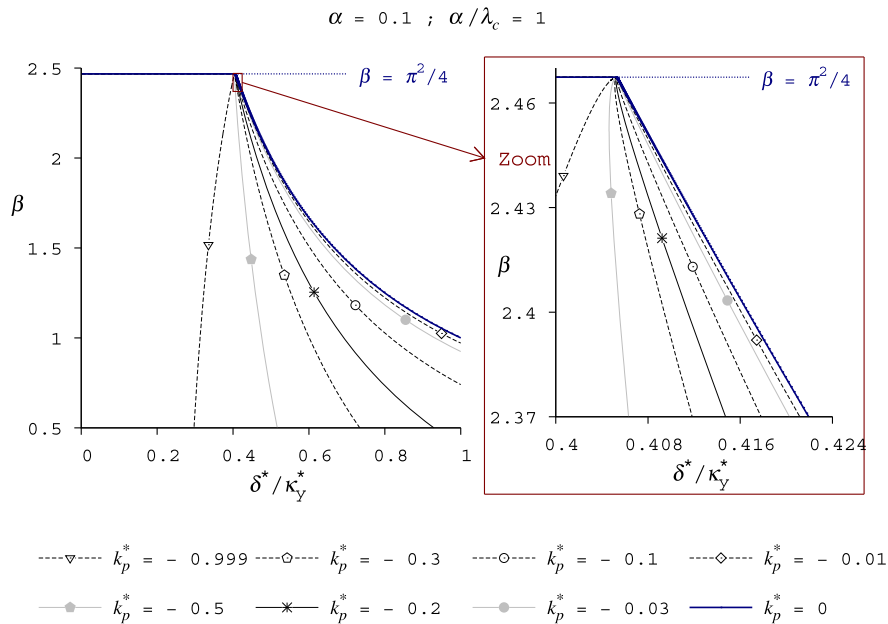 α = 0.1 ; α/λc = 1
2.5
2
1.5
1
0.5
β
β = π²/4
0 0.2 0.4 0.6 0.8 1
δ*/κ*y
Zoom
β = π²/4
2.46
2.43
2.4
2.37
β
0.4 0.408 0.416 0.424
δ*/κ*y
k*p = - 0.999 k*p = - 0.3 k*p = - 0.1 k*p = - 0.01
k*p = - 0.5 k*p = - 0.2 k*p = - 0.03 k*p = 0